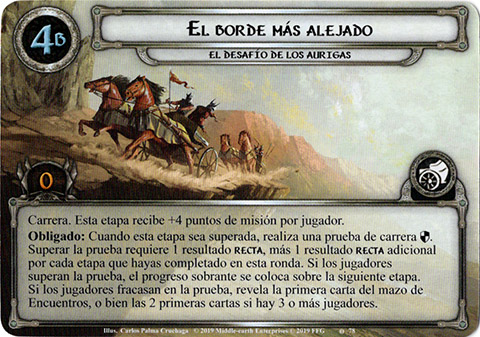 4B
EL BORDE MÁS ALEJADO
EL DESAFÍO DE LOS AURIGAS
0
Carrera. Esta etapa recibe +4 puntos de misión por jugador.
Obligado: Cuando esta etapa sea superada, realiza una prueba de carrera.
Superar la prueba requiere 1 resultado RECTA, más 1 resultado RECTA adicional
por cada etapa que hayas completado en esta ronda. Si los jugadores
superan la prueba, el progreso sobrante se coloca sobre la siguiente etapa.
Si los jugadores fracasan en la prueba, revela la primera carta del mazo de
Encuentros, o bien las 2 primeras cartas si hay 3 o más jugadores.
Illus. Carlos Palma Cruchaga © 2019 Middle-earth Enterprises © 2019 FFG 78